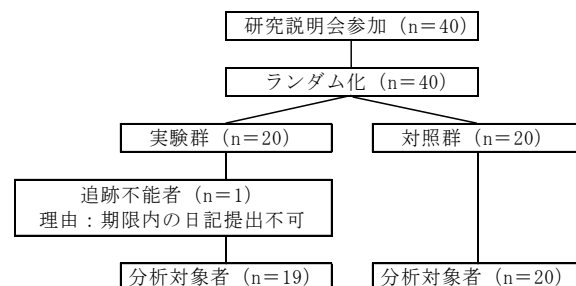 研究説明会参加（n＝40）
ランダム化（n＝40）
実験群（n＝20）
対照群（n＝20）
追跡不能者（n＝1）
理由：期限内の日記提出不可
分析対象者（n＝19）
分析対象者（n＝20）